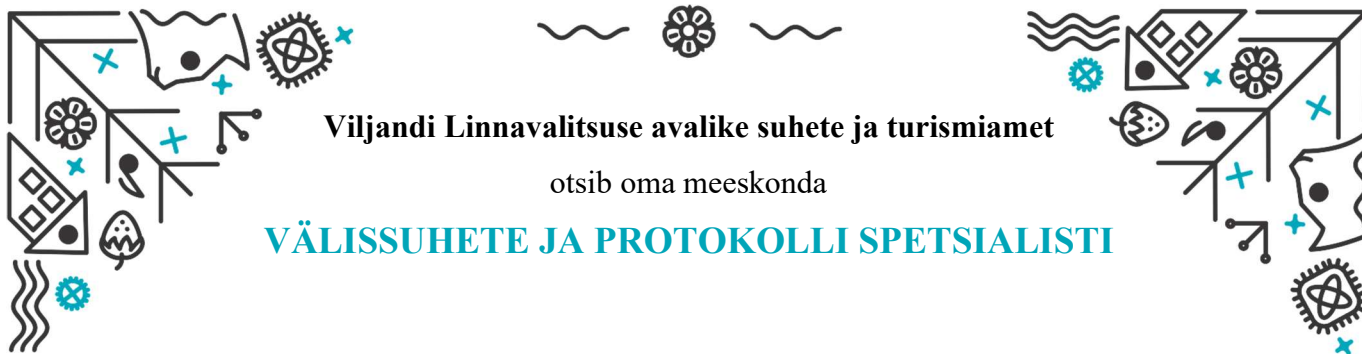 Viljandi Linnavalitsuse avalike suhete ja turismiamet
otsib oma meeskonda
VÄLISSUHETE JA PROTOKOLLI SPETSIALISTI